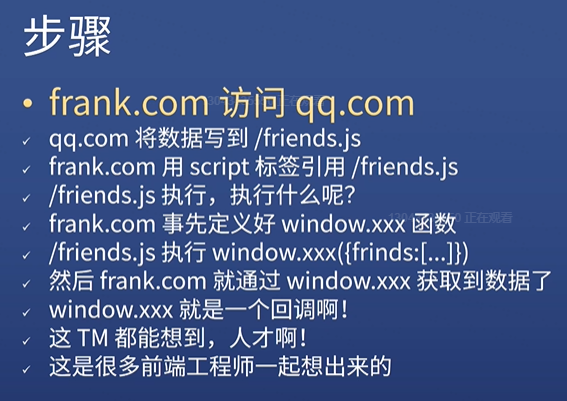 步骤
frank.com 访问 qq.com
qq.com 将数据写到 /friends.js
frank.com 用 script 标签引用 /friends.js
/friends.js 执行，执行什么呢？
frank.com 事先定义好 window.xxx 函数
/friends.js 执行 window.xxx({frinds:[...]})
然后 frank.com 就通过 window.xxx 获取到数据了
window.xxx 就是一个回调啊！
这 TM 都能想到，人才啊！
这是很多前端工程师一起想出来的